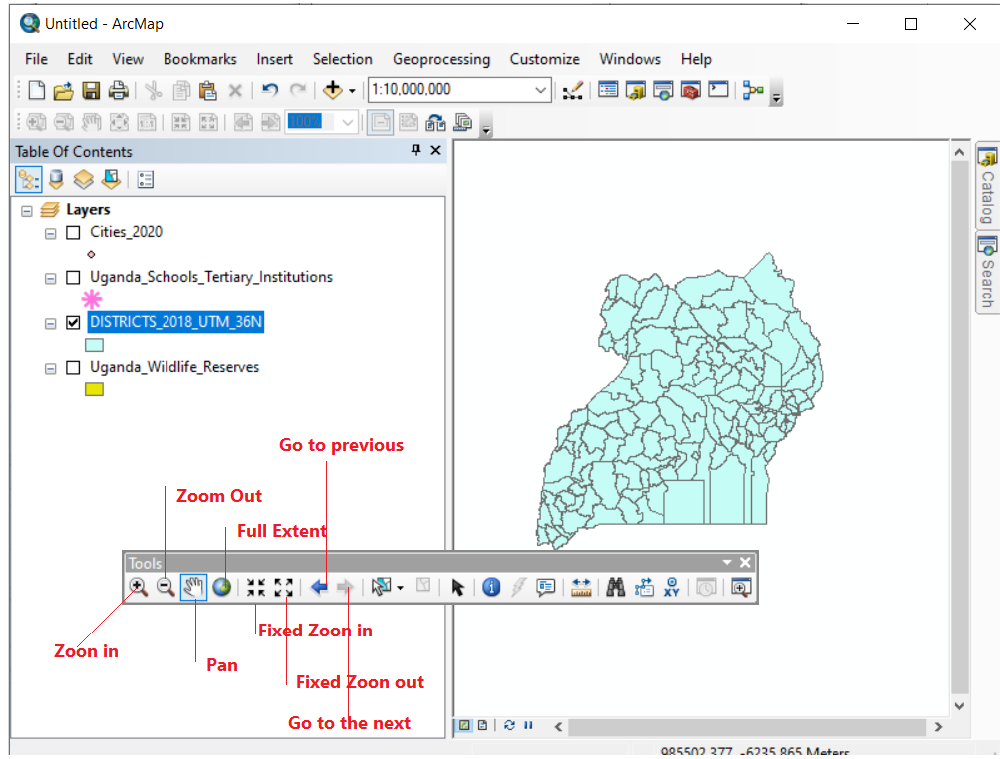 Untitled - ArcMap
File Edit View Bookmarks Insert Selection Geoprocessing Customize Windows Help
1:10,000,000
100%
Table Of Contents
Layers
Cities_2020
Uganda_Schools_Tertiary_Institutions
DISTRICTS_2018_UTM_36N
Uganda_Wildlife_Reserves
Catalog
Search
Go to previous
Zoom Out
Full Extent
Tools
XY
Fixed Zoon in
Zoon in
Pan
Fixed Zoon out
Go to the next
985502.377 -6235.865 Meters